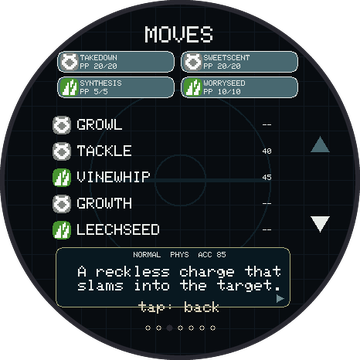 MOVES
TAKEDOWN
PP 20/20
SWEETSCENT
PP 20/20
SYNTHESIS
PP 5/5
WORRYSEED
PP 10/10
GROWL --
TACKLE 40
VINEWHIP 45
GROWTH --
LEECHSEED --
NORMAL PHYS ACC 85
A reckless charge that
slams into the target.
tap: back